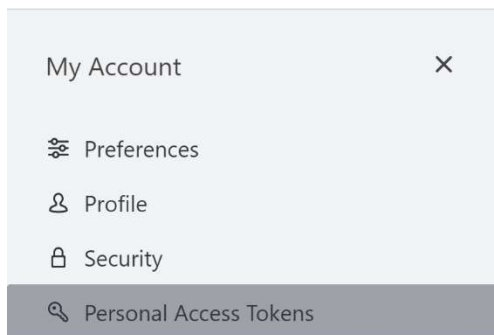 My Account
Preferences
Profile
Security
Personal Access Tokens